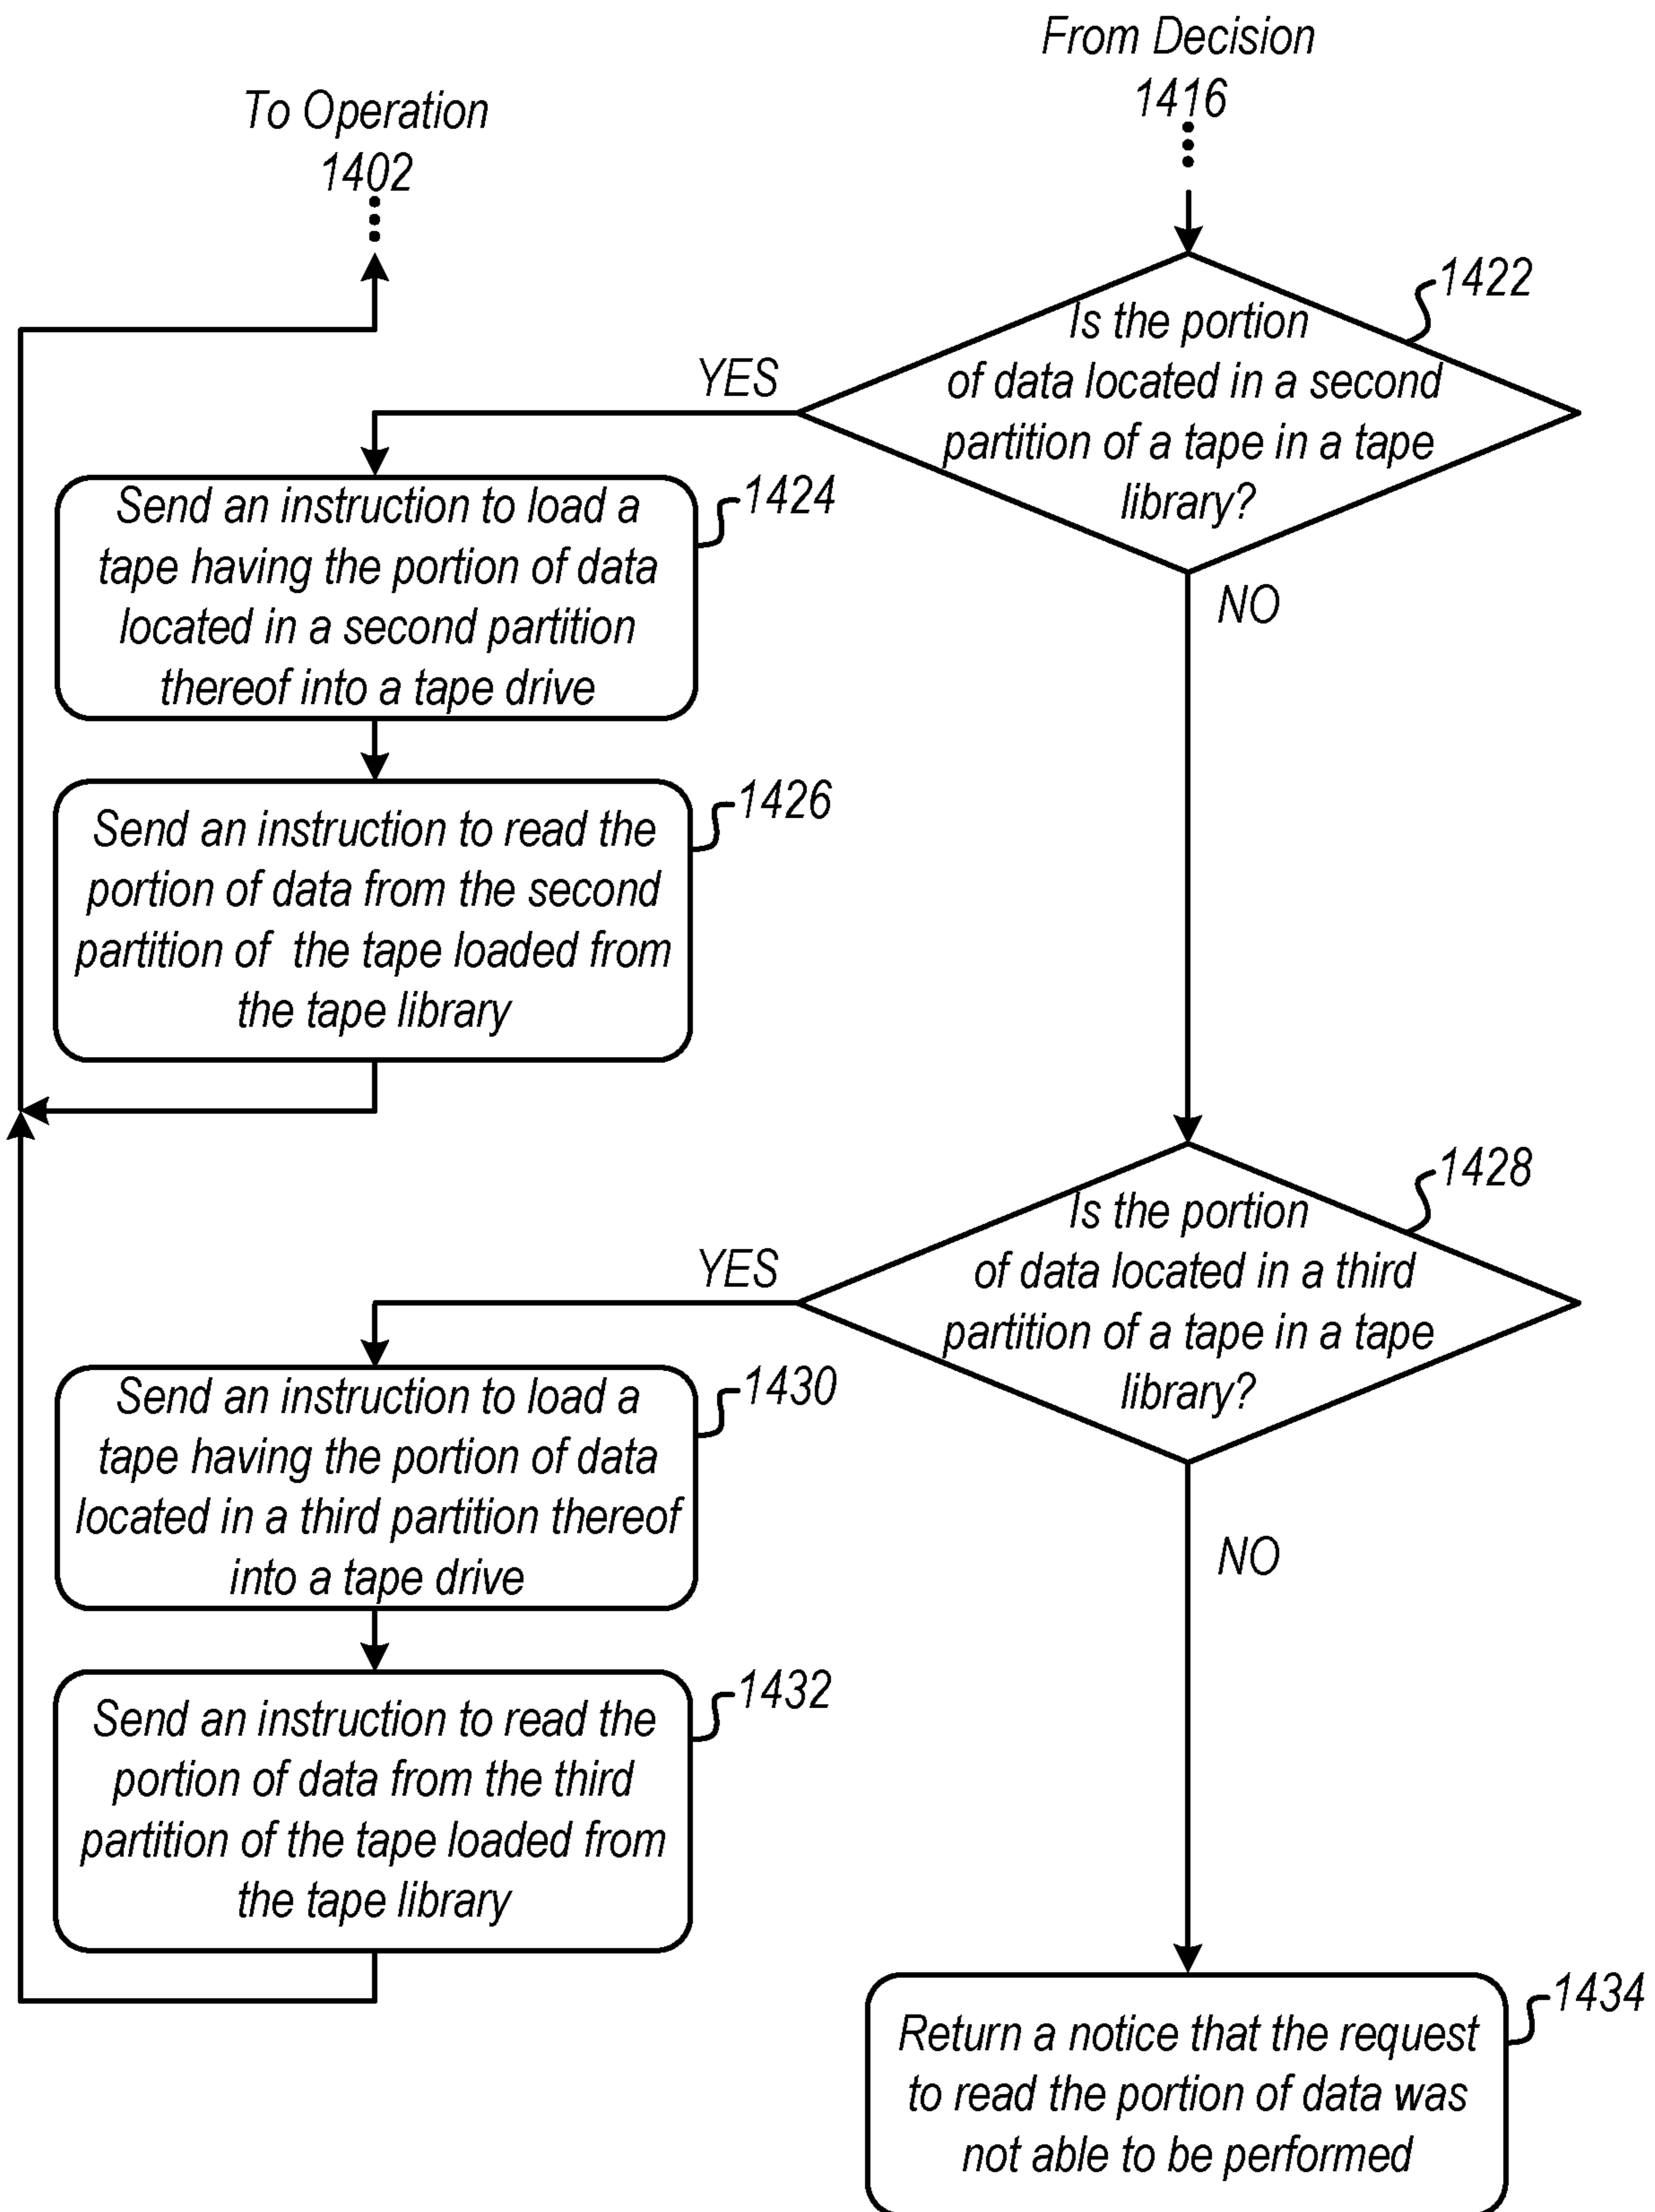 From Decision
1416
To Operation
1402
1422
Is the portion
of data located in a second
partition of a tape in a tape
library?
YES
NO
1424
Send an instruction to load a
tape having the portion of data
located in a second partition
thereof into a tape drive
1426
Send an instruction to read the
portion of data from the second
partition of the tape loaded from
the tape library
1428
Is the portion
of data located in a third
partition of a tape in a tape
library?
YES
NO
1430
Send an instruction to load a
tape having the portion of data
located in a third partition thereof
into a tape drive
1432
Send an instruction to read the
portion of data from the third
partition of the tape loaded from
the tape library
1434
Return a notice that the request
to read the portion of data was
not able to be performed